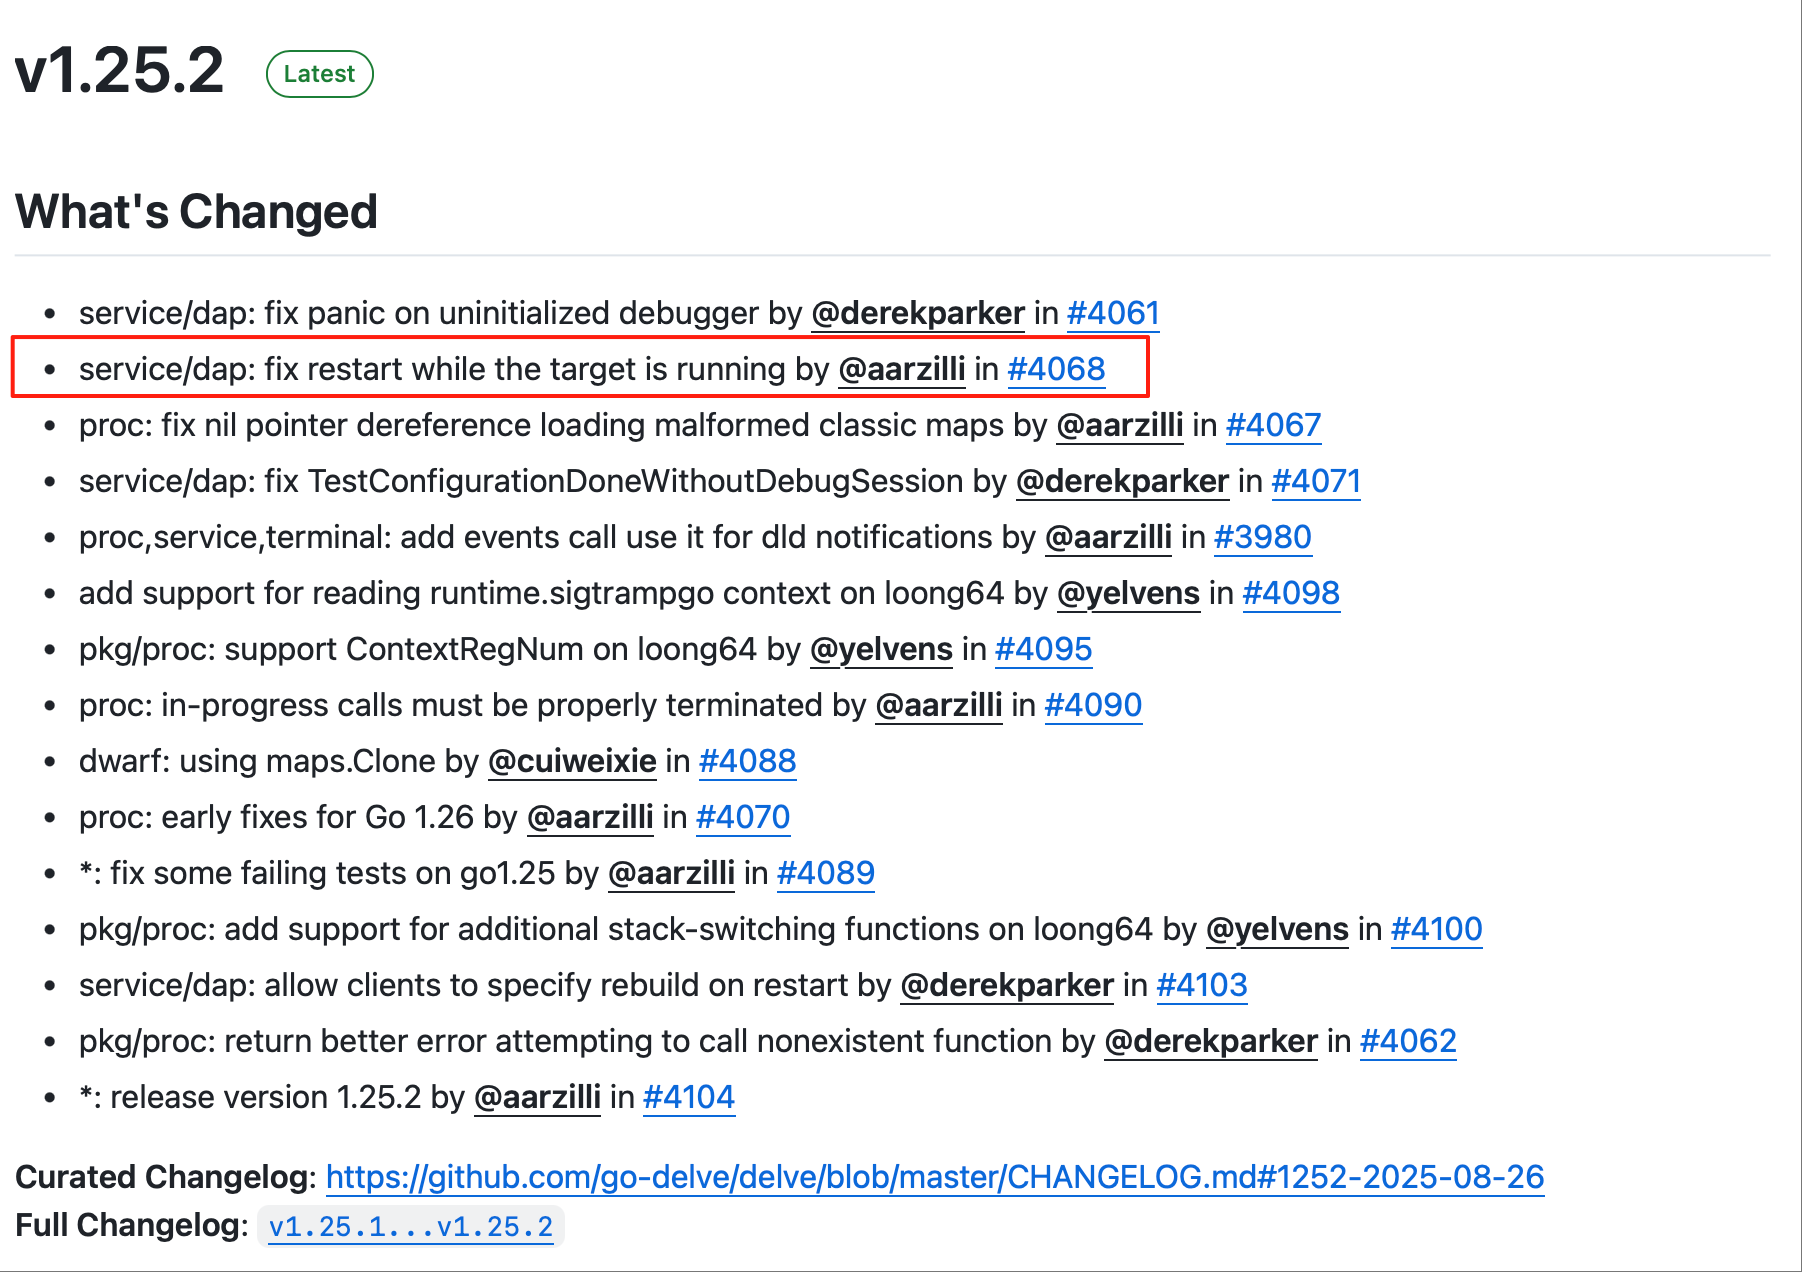 v1.25.2 Latest
What's Changed
• service/dap: fix panic on uninitialized debugger by @derekparker in #4061
• service/dap: fix restart while the target is running by @aarzilli in #4068
• proc: fix nil pointer dereference loading malformed classic maps by @aarzilli in #4067
• service/dap: fix TestConfigurationDoneWithoutDebugSession by @derekparker in #4071
• proc,service,terminal: add events call use it for dld notifications by @aarzilli in #3980
• add support for reading runtime.sigtrampgo context on loong64 by @yelvens in #4098
• pkg/proc: support ContextRegNum on loong64 by @yelvens in #4095
• proc: in-progress calls must be properly terminated by @aarzilli in #4090
• dwarf: using maps.Clone by @cuiweixie in #4088
• proc: early fixes for Go 1.26 by @aarzilli in #4070
• *: fix some failing tests on go1.25 by @aarzilli in #4089
• pkg/proc: add support for additional stack-switching functions on loong64 by @yelvens in #4100
• service/dap: allow clients to specify rebuild on restart by @derekparker in #4103
• pkg/proc: return better error attempting to call nonexistent function by @derekparker in #4062
• *: release version 1.25.2 by @aarzilli in #4104
Curated Changelog: https://github.com/go-delve/delve/blob/master/CHANGELOG.md#1252-2025-08-26
Full Changelog: v1.25.1...v1.25.2